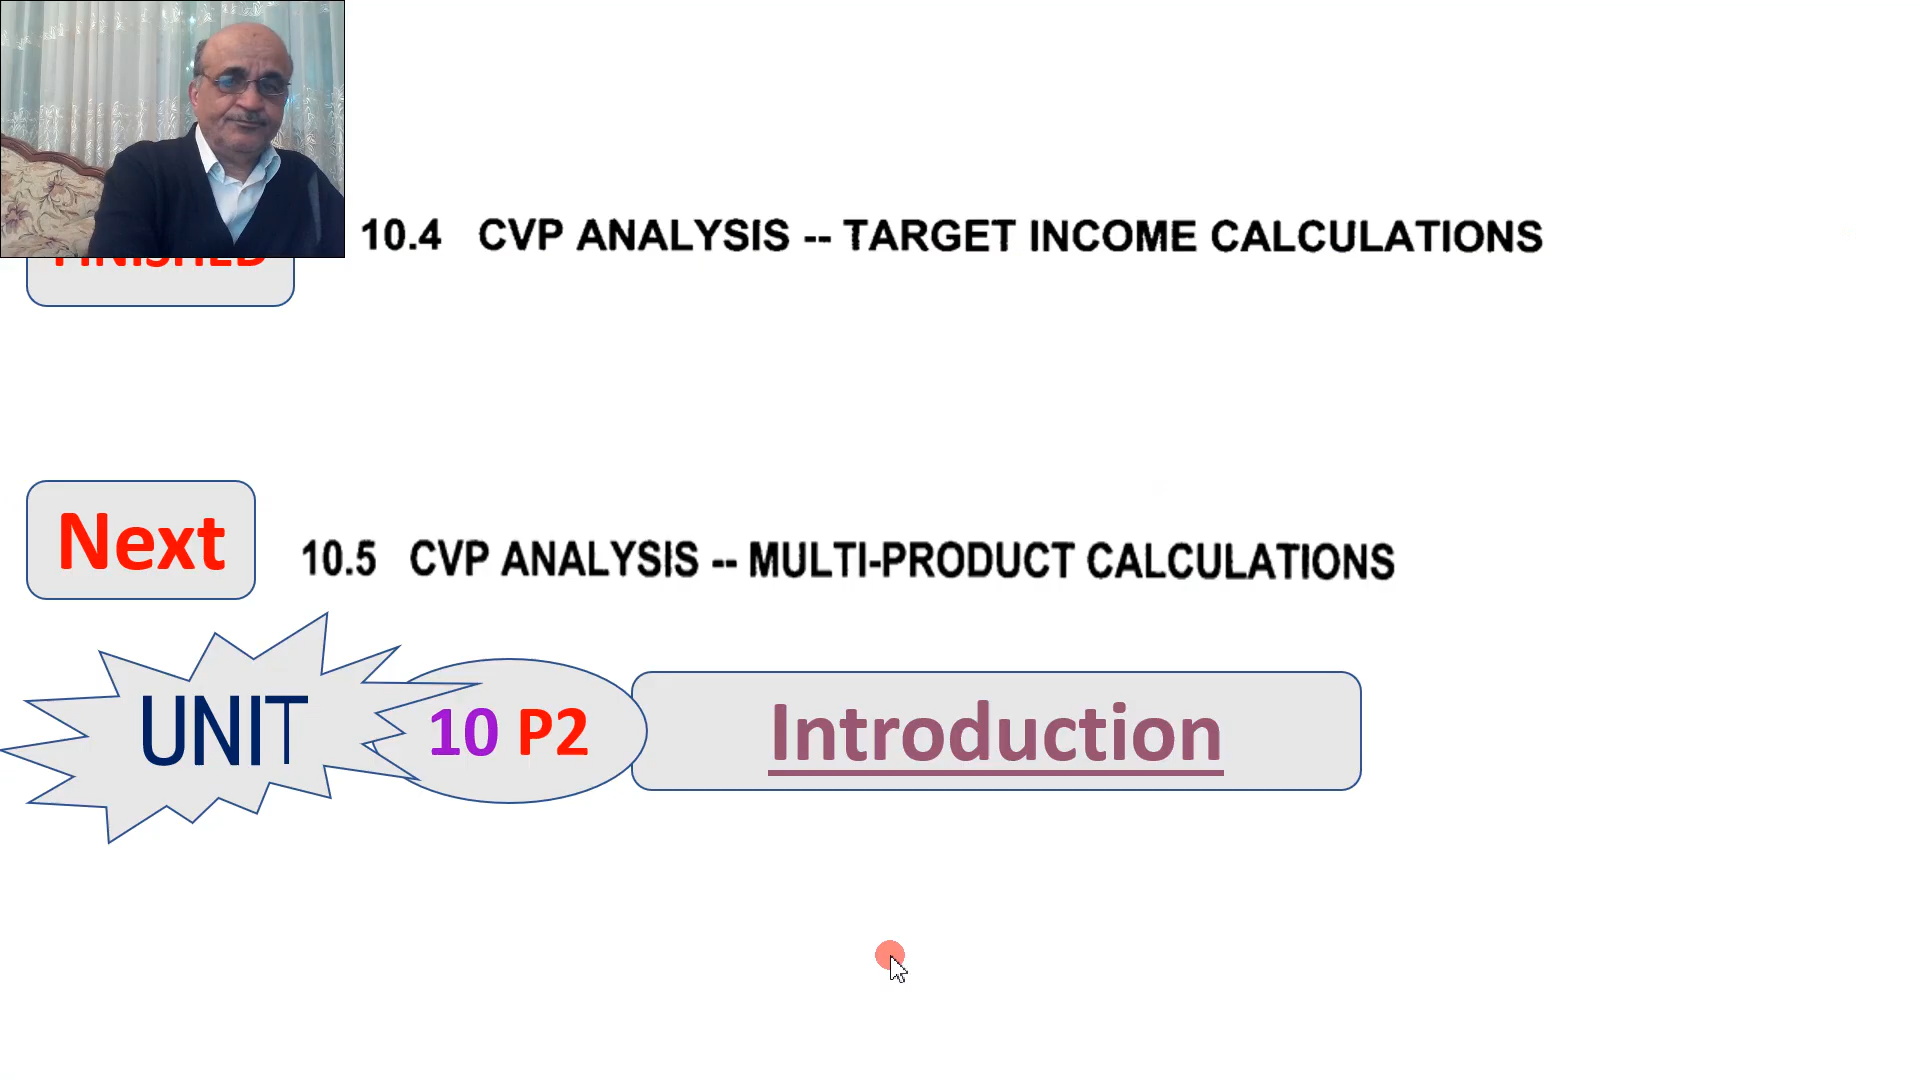 10.4 CVP ANALYSIS -- TARGET INCOME CALCULATIONS
FINISHED
Next
10.5 CVP ANALYSIS -- MULTI-PRODUCT CALCULATIONS
UNIT 10 P2 Introduction